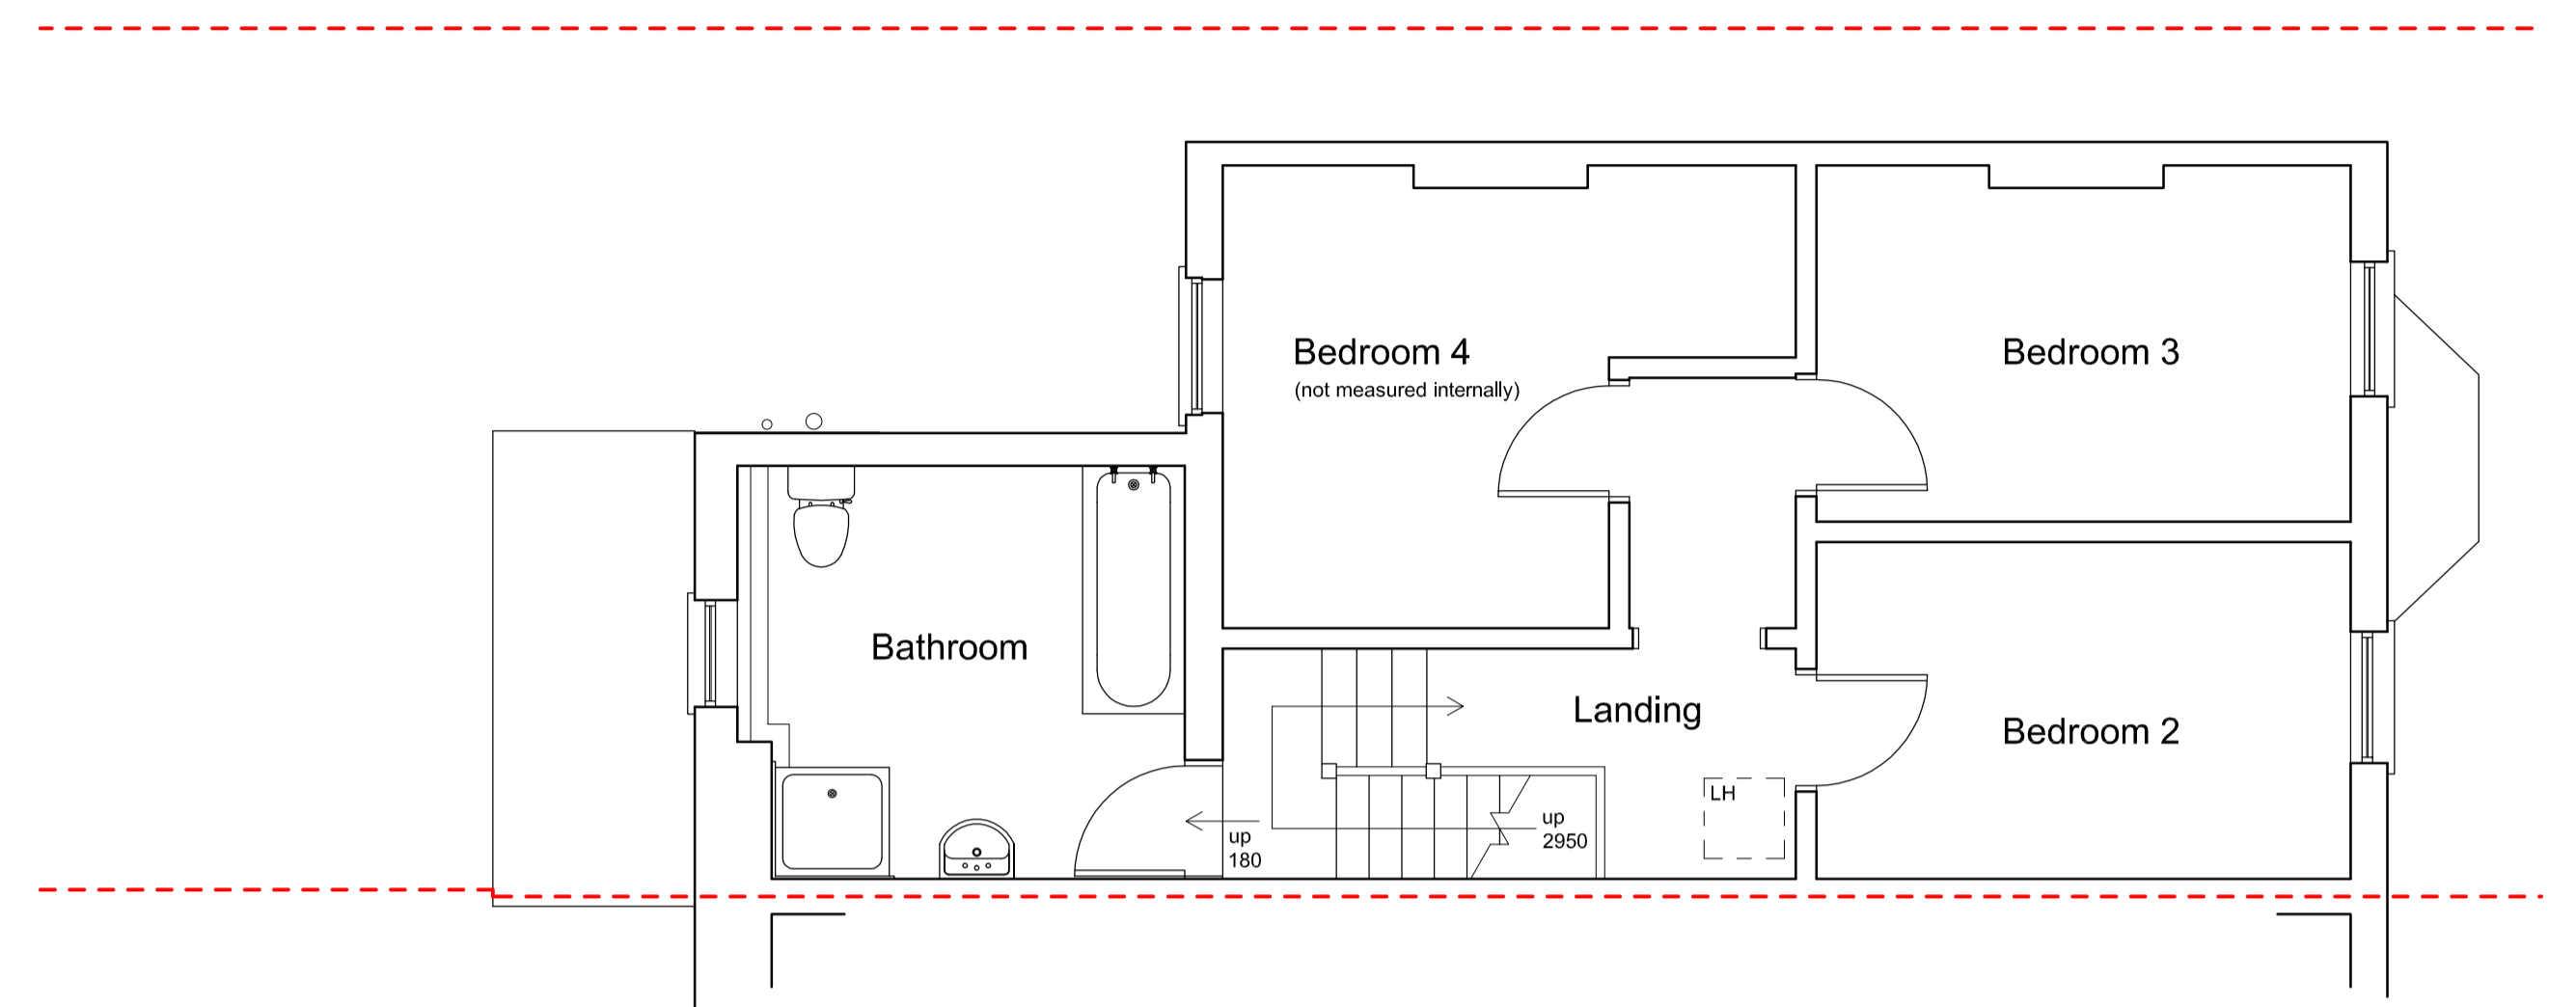 Bedroom 4
(not measured internally)
Bedroom 3
Bathroom
Landing
Bedroom 2
LH
up
180
up
2950